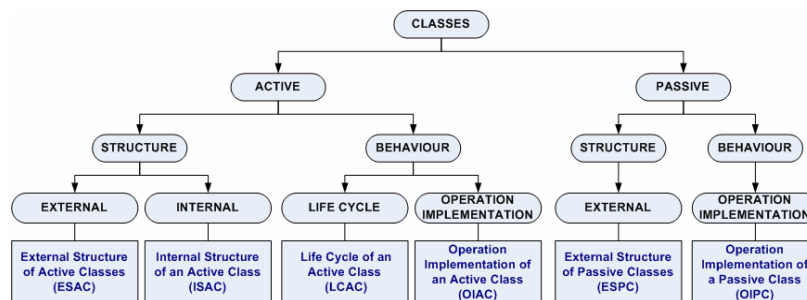 CLASSES
ACTIVE
PASSIVE
STRUCTURE
BEHAVIOUR
STRUCTURE
BEHAVIOUR
EXTERNAL
INTERNAL
LIFE CYCLE
OPERATION
IMPLEMENTATION
EXTERNAL
OPERATION
IMPLEMENTATION
External Structure
of Active Classes
(ESAC)
Internal Structure
of an Active Class
(ISAC)
Life Cycle of an
Active Class
(LCAC)
Operation
Implementation of
an Active Class
(OIAC)
External Structure
of Passive Classes
(ESPC)
Operation
Implementation of
a Passive Class
(OIPC)